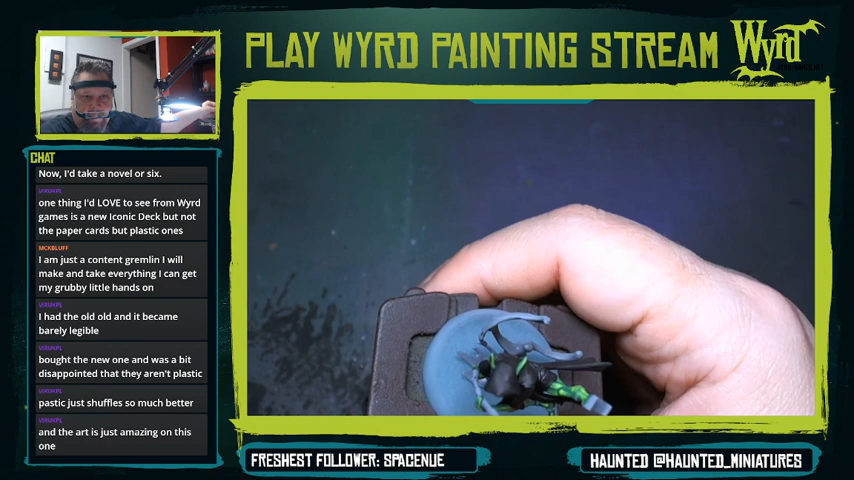 PLAY WYRD PAINTING STREAM
Wyrd
CHAT
Now, I'd take a novel or six.
one thing I'd LOVE to see from Wyrd
games is a new Iconic Deck but not
the paper cards but plastic ones
MCKBLUFF
I am just a content gremlin I will
make and take everything I can get
my grubby little hands on
I had the old old and it became
barely legible
bought the new one and was a bit
disappointed that they aren't plastic
pastic just shuffles so much better
and the art is just amazing on this
one
FRESHEST FOLLOWER: SPACENUE
HAUNTED @HAUNTED_MINIATURES